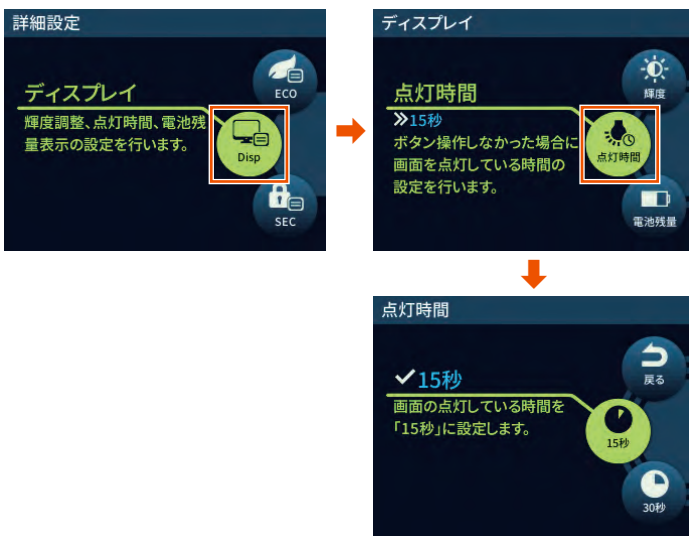 詳細設定
ECO
ディスプレイ
輝度調整、点灯時間、電池残
量表示の設定を行います。
Disp
SEC
ディスプレイ
輝度
点灯時間
≫15秒
ボタン操作しなかった場合に
画面を点灯している時間の
設定を行います。
点灯時間
電池残量
点灯時間
戻る
✓15秒
画面の点灯している時間を
「15秒」に設定します。
15秒
30秒